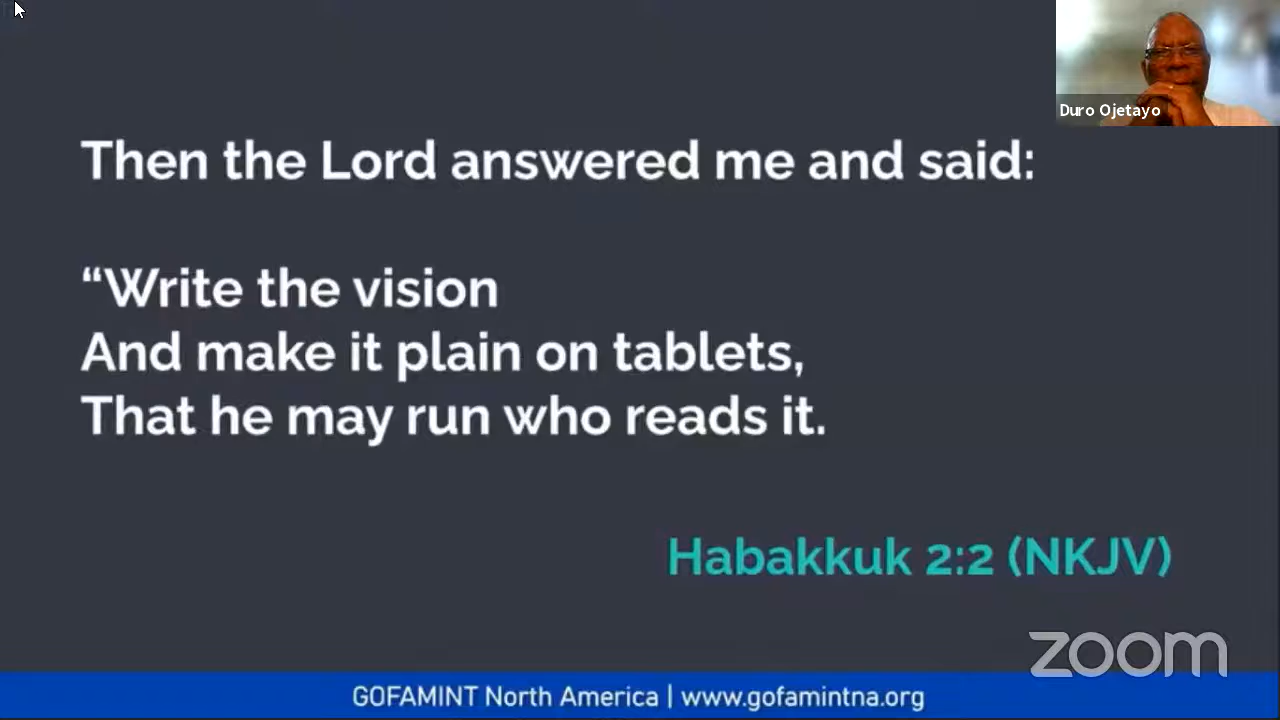 Duro Ojetayo
Then the Lord answered me and said:
“Write the vision
And make it plain on tablets,
That he may run who reads it.
Habakkuk 2:2 (NKJV)
zoom
GOFAMINT North America | www.gofamintna.org